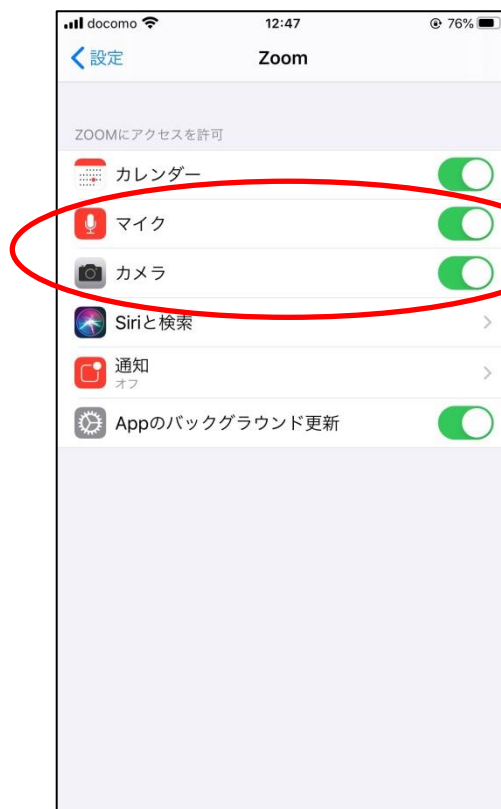 docomo 12:47 76%
設定 Zoom
ZOOMにアクセスを許可
カレンダー
マイク
カメラ
Siriと検索
通知
オフ
Appのバックグラウンド更新